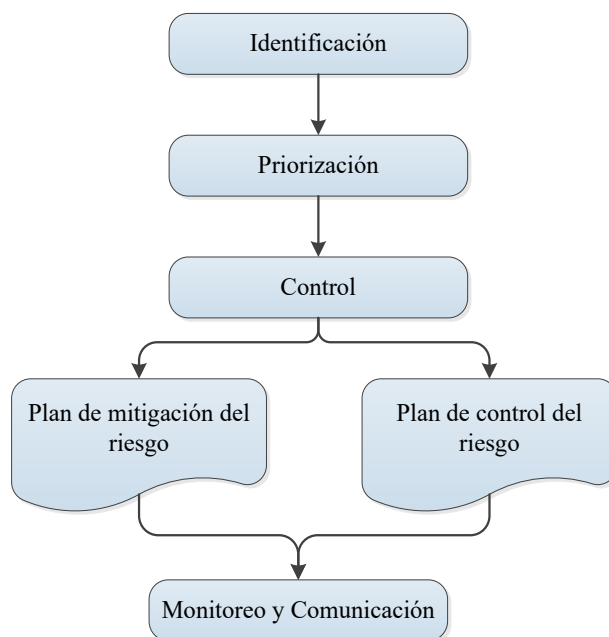 Identificación
Priorización
Control
Plan de mitigación del
riesgo
Plan de control del
riesgo
Monitoreo y Comunicación